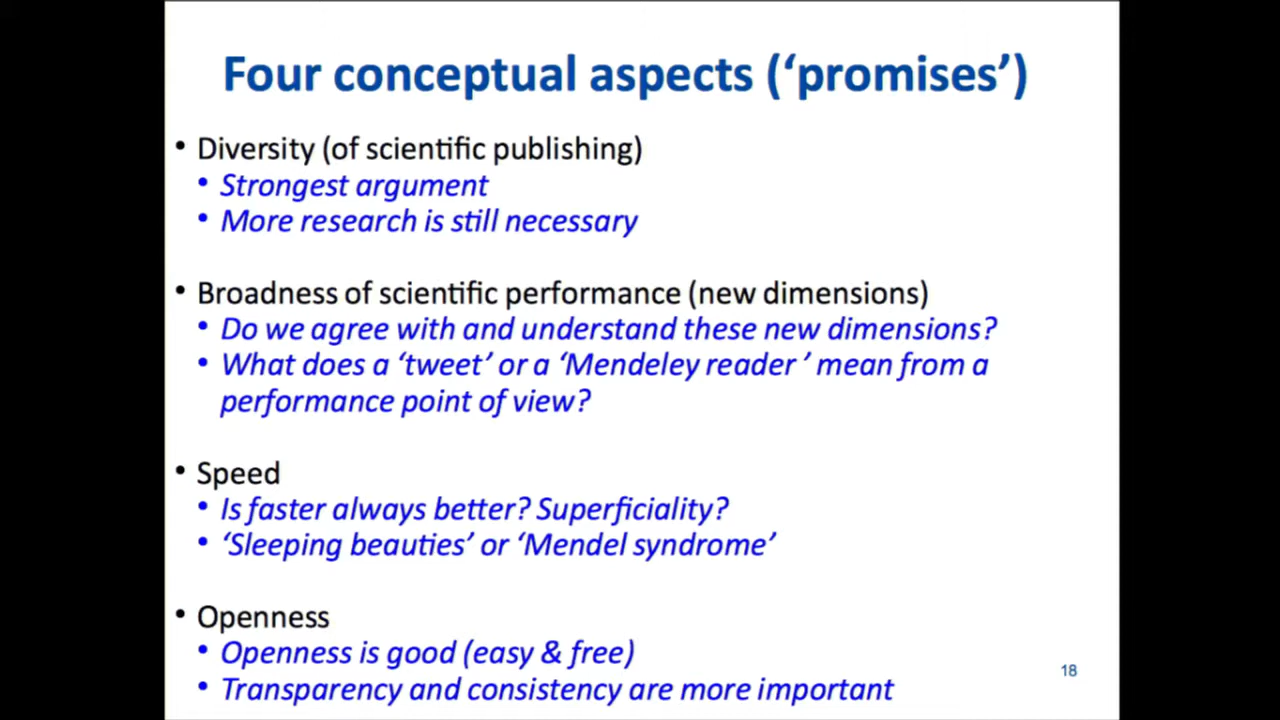 Four conceptual aspects (‘promises’)
• Diversity (of scientific publishing)
• Strongest argument
• More research is still necessary
• Broadness of scientific performance (new dimensions)
• Do we agree with and understand these new dimensions?
• What does a ‘tweet’ or a ‘Mendeley reader ’ mean from a
performance point of view?
• Speed
• Is faster always better? Superficiality?
• ‘Sleeping beauties’ or ‘Mendel syndrome’
• Openness
• Openness is good (easy & free)
• Transparency and consistency are more important
18